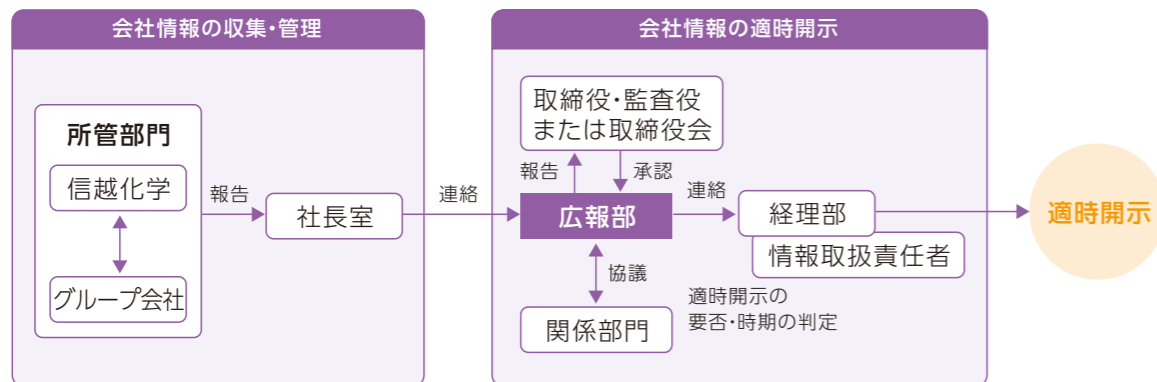 会社情報の収集・管理
所管部門
信越化学
グループ会社
報告
社長室
連絡
会社情報の適時開示
取締役・監査役
または取締役会
報告
承認
広報部
連絡
経理部
情報取扱責任者
協議
関係部門
適時開示の
要否・時期の判定
適時開示